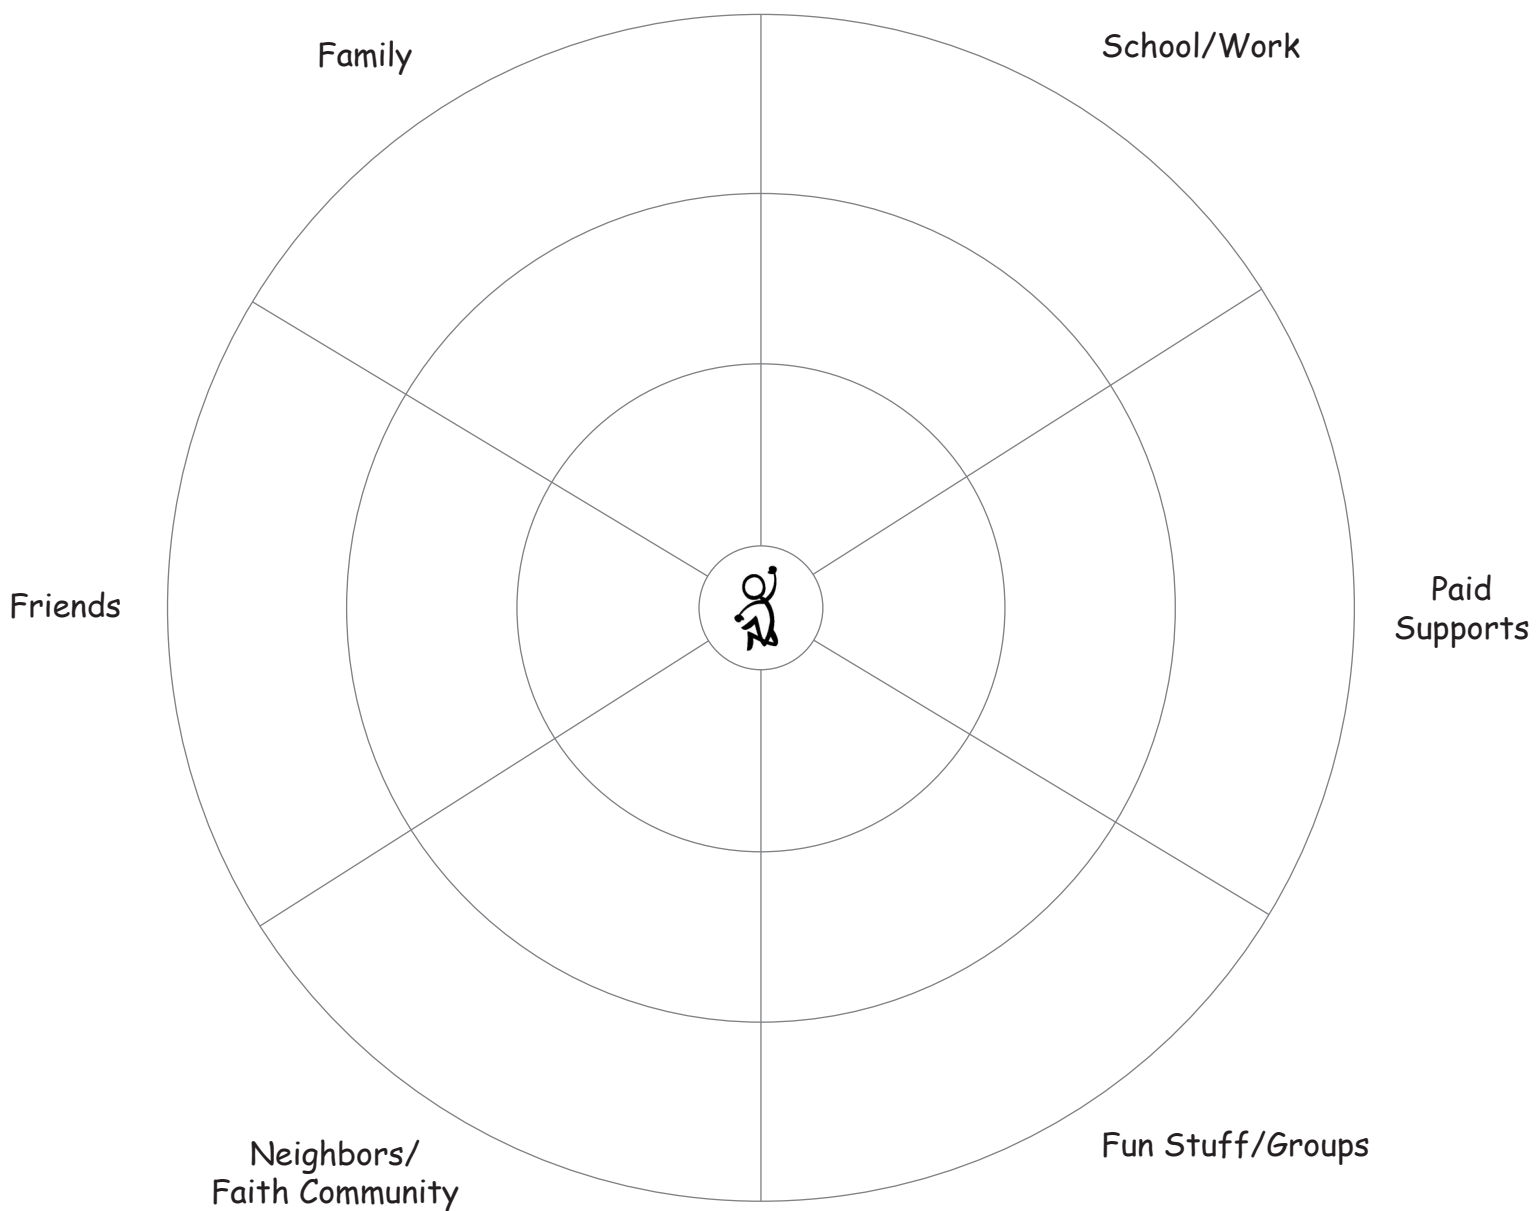 Family
School/Work
Friends
Paid
Supports
Neighbors/
Faith Community
Fun Stuff/Groups